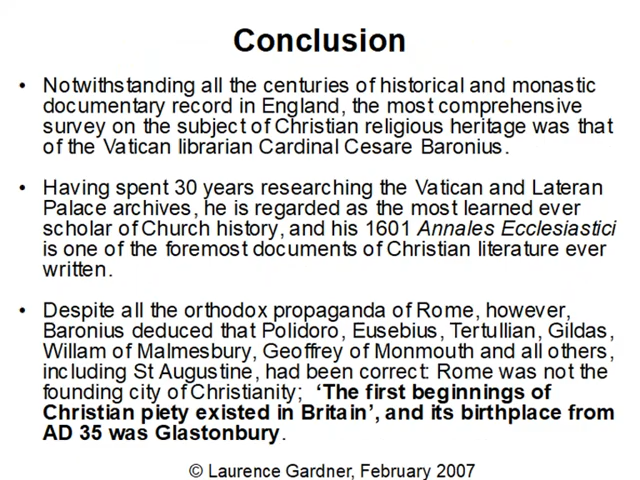 Conclusion
• Notwithstanding all the centuries of historical and monastic
documentary record in England, the most comprehensive
survey on the subject of Christian religious heritage was that
of the Vatican librarian Cardinal Cesare Baronius.
• Having spent 30 years researching the Vatican and Lateran
Palace archives, he is regarded as the most learned ever
scholar of Church history, and his 1601 Annales Ecclesiastici
is one of the foremost documents of Christian literature ever
written.
• Despite all the orthodox propaganda of Rome, however,
Baronius deduced that Polidoro, Eusebius, Tertullian, Gildas,
Willam of Malmesbury, Geoffrey of Monmouth and all others,
including St Augustine, had been correct: Rome was not the
founding city of Christianity; ‘The first beginnings of
Christian piety existed in Britain’, and its birthplace from
AD 35 was Glastonbury.
© Laurence Gardner, February 2007